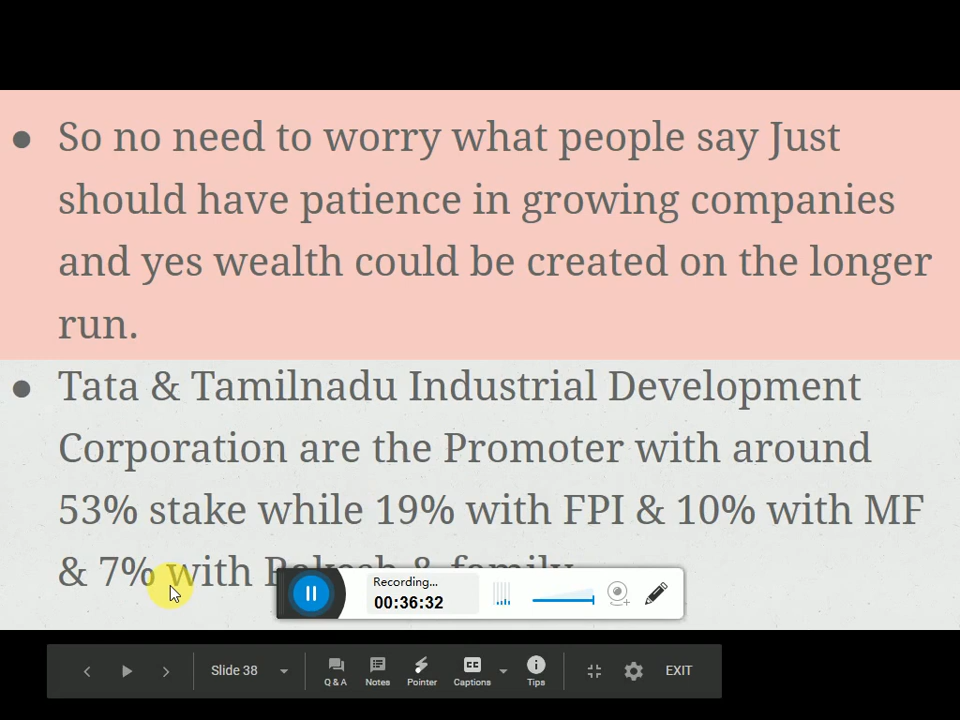 ● So no need to worry what people say Just
should have patience in growing companies
and yes wealth could be created on the longer
run.
● Tata & Tamilnadu Industrial Development
Corporation are the Promoter with around
53% stake while 19% with FPI & 10% with MF
& 7% with Rakesh & family
Recording...
00:36:32
Slide 38
Q & A
Notes
Pointer
CC
Captions
Tips
EXIT